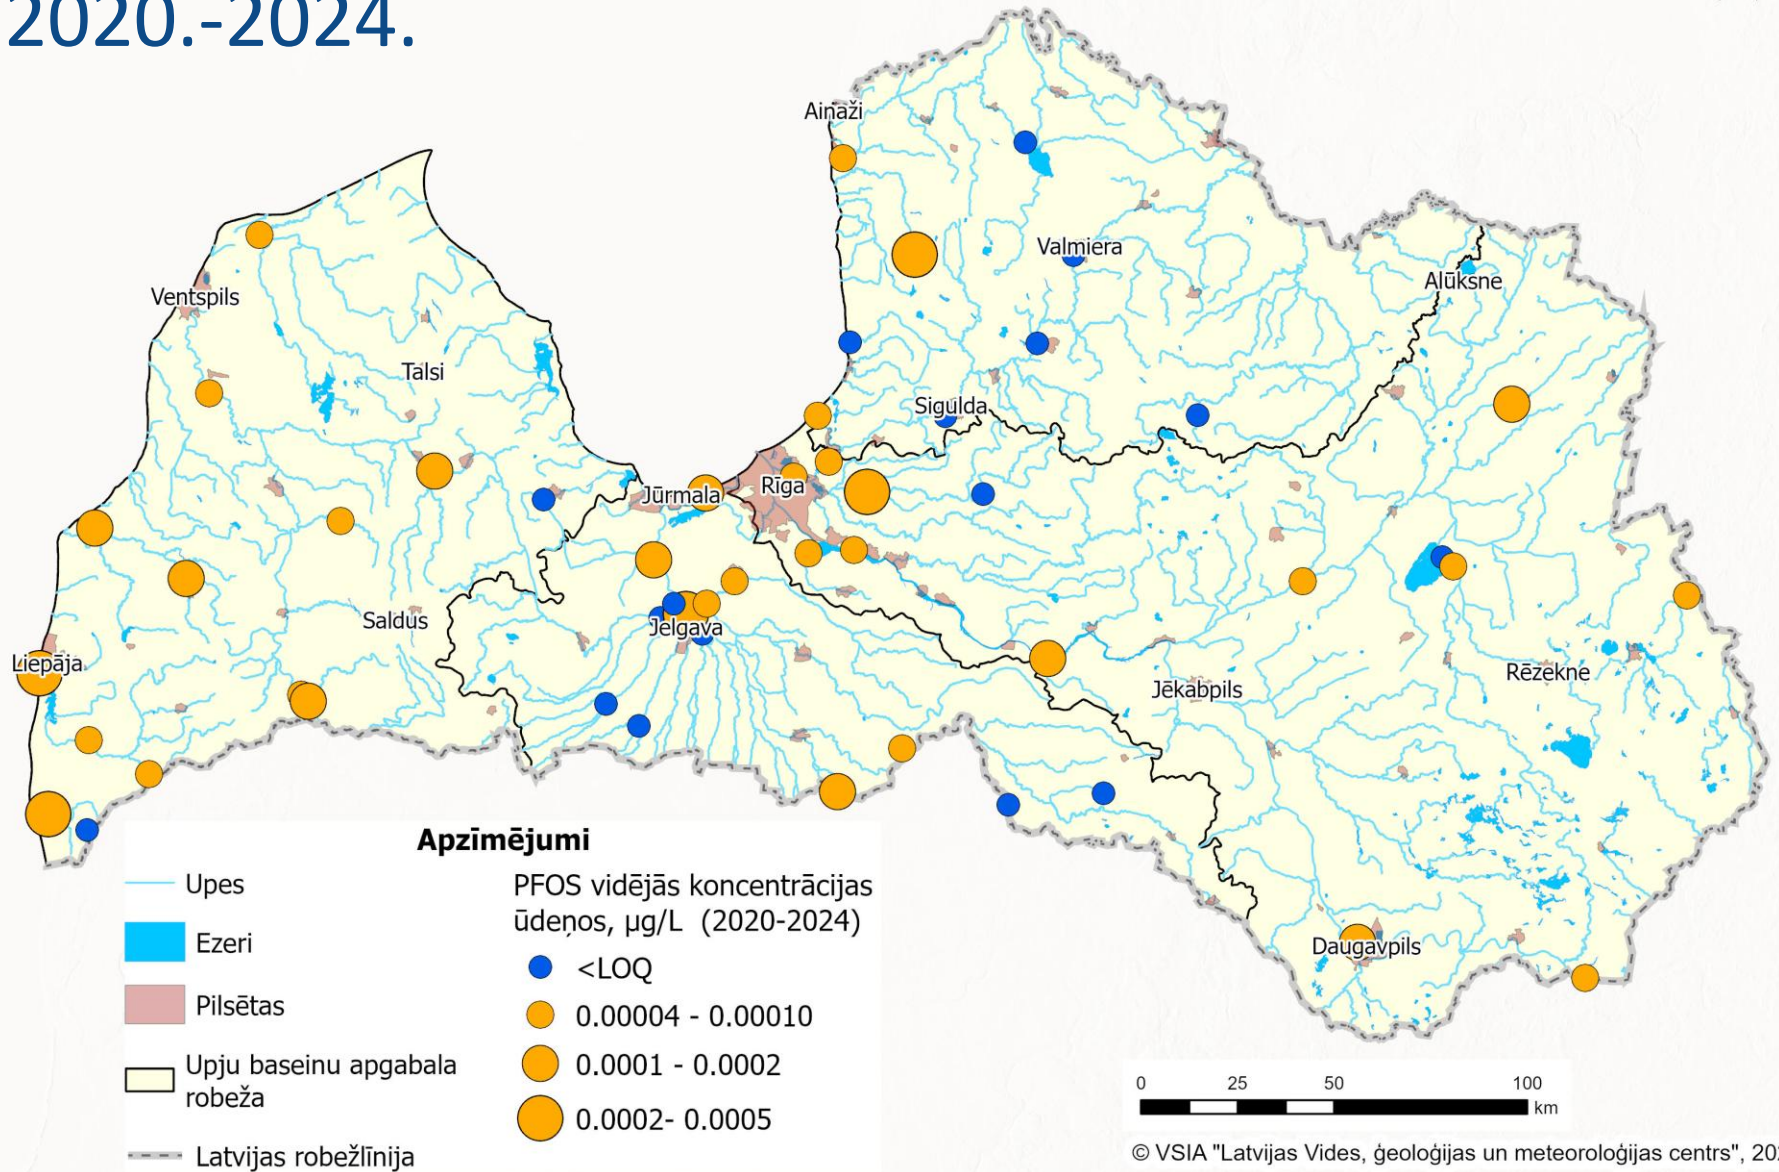 2020.-2024.
Ainaži
Valmiera
Alūksne
Ventspils
Talsi
Sigulda
Rīga
Jūrmala
Saldus
Jelgava
Liepāja
Rēzekne
Jēkabpils
Daugavpils
Apzīmējumi
Upes
Ezeri
Pilsētas
Upju baseinu apgabala
robeža
Latvijas robežlīnija
PFOS vidējās koncentrācijas
ūdeņos, µg/L (2020-2024)
<LOQ
0.00004 - 0.00010
0.0001 - 0.0002
0.0002- 0.0005
0 25 50 100
km
© VSIA "Latvijas Vides, ģeoloģijas un meteoroloģijas centrs", 20